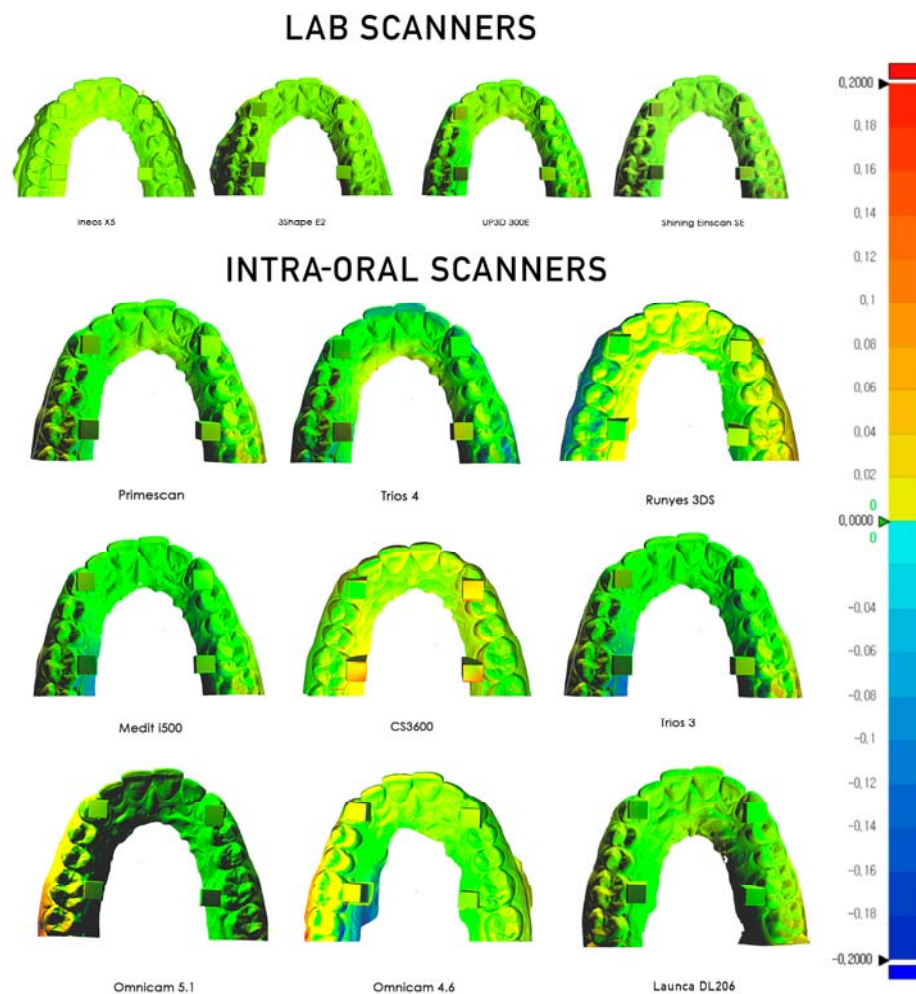 LAB SCANNERS
Ineos X5
3Shape E2
UP3D 300E
Shining Einscan SE
INTRA-ORAL SCANNERS
Primescan
Trios 4
Runyes 3DS
Medit i500
CS3600
Trios 3
Omnicam 5.1
Omnicam 4.6
Launca DL206
0,2000
0,18
0,16
0,14
0,12
0,1
0,08
0,06
0,04
0,02
0
0,0000
0
-0,04
-0,06
-0,08
-0,1
-0,12
-0,14
-0,16
-0,18
-0,2000